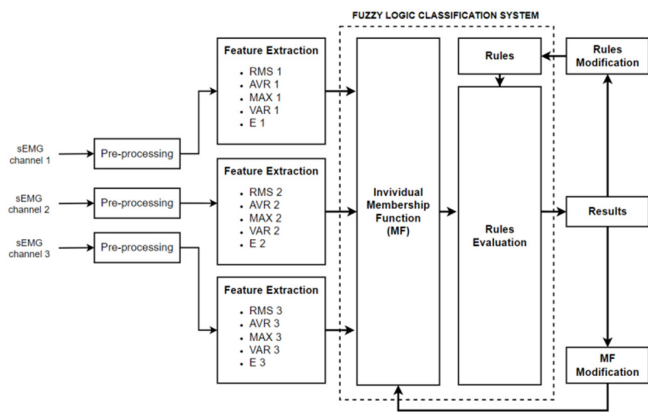 FUZZY LOGIC CLASSIFICATION SYSTEM
Feature Extraction
• RMS 1
• AVR 1
• MAX 1
• VAR 1
• E 1
Rules
Rules
Modification
sEMG
channel 1
Pre-processing
sEMG
channel 2
Pre-processing
sEMG
channel 3
Pre-processing
Feature Extraction
• RMS 2
• AVR 2
• MAX 2
• VAR 2
• E 2
Invividual
Membership
Function
(MF)
Rules
Evaluation
Results
Feature Extraction
• RMS 3
• AVR 3
• MAX 3
• VAR 3
• E 3
MF
Modification